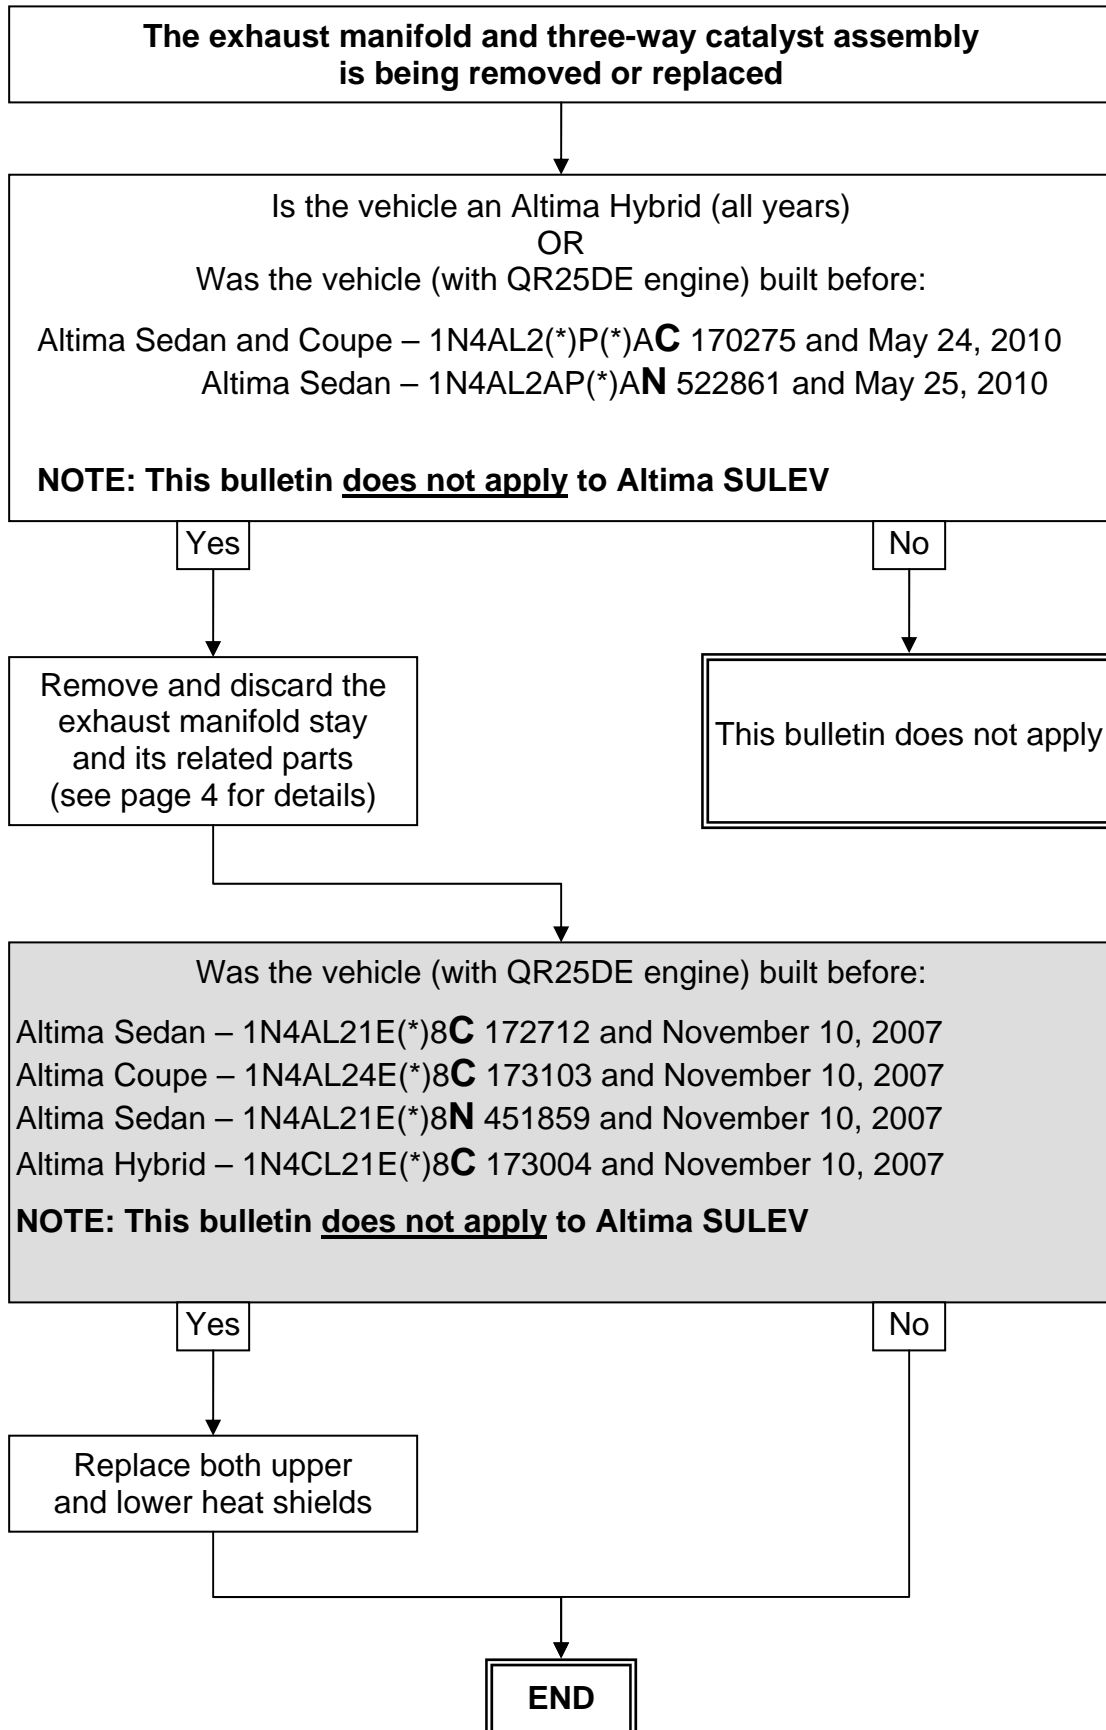 The exhaust manifold and three-way catalyst assembly
is being removed or replaced
Is the vehicle an Altima Hybrid (all years)
OR
Was the vehicle (with QR25DE engine) built before:
Altima Sedan and Coupe – 1N4AL2(*)P(*)AC 170275 and May 24, 2010
Altima Sedan – 1N4AL2AP(*)AN 522861 and May 25, 2010
NOTE: This bulletin does not apply to Altima SULEV
Yes
No
Remove and discard the
exhaust manifold stay
and its related parts
(see page 4 for details)
This bulletin does not apply
Was the vehicle (with QR25DE engine) built before:
Altima Sedan – 1N4AL21E(*)8C 172712 and November 10, 2007
Altima Coupe – 1N4AL24E(*)8C 173103 and November 10, 2007
Altima Sedan – 1N4AL21E(*)8N 451859 and November 10, 2007
Altima Hybrid – 1N4CL21E(*)8C 173004 and November 10, 2007
NOTE: This bulletin does not apply to Altima SULEV
Yes
No
Replace both upper
and lower heat shields
END